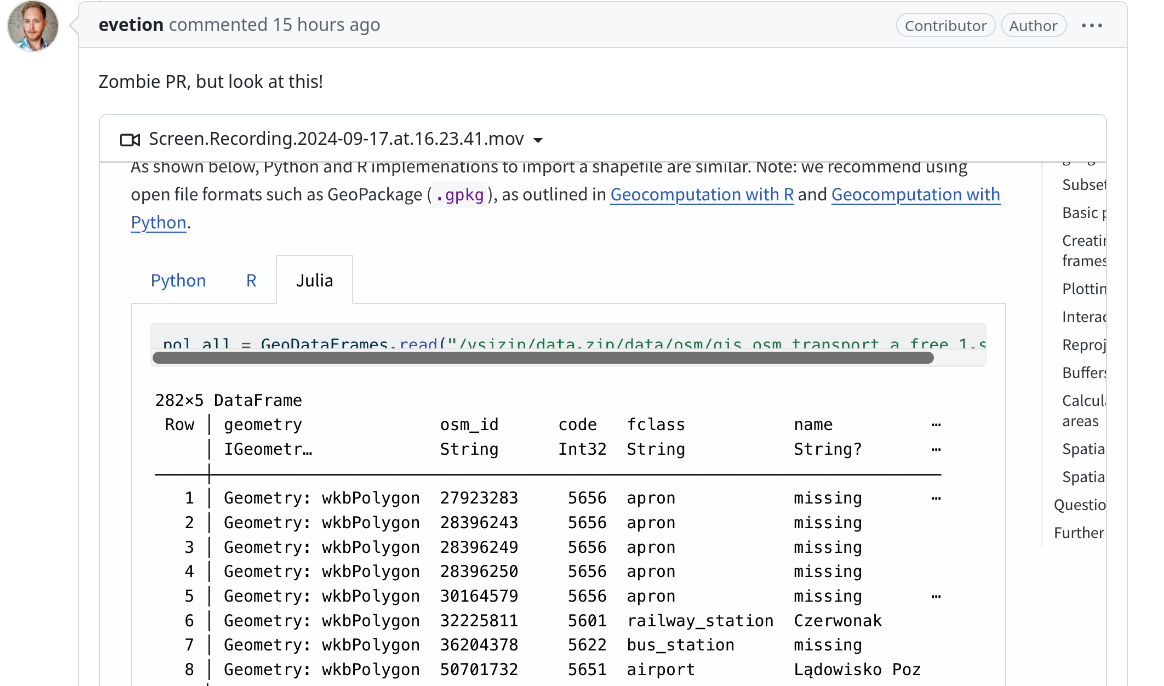 evetion commented 15 hours ago
Contributor
Author
Zombie PR, but look at this!
Screen.Recording.2024-09-17.at.16.23.41.mov
As shown below, Python and R implemenations to import a shapefile are similar. Note: we recommend using
open file formats such as GeoPackage (.gpkg), as outlined in Geocomputation with R and Geocomputation with
Python.
Python R Julia
pol_all = GeoDataFrames.read("/vsizip/data.zip/data/osm/gis_osm_transport_a_free_1.s
282×5 DataFrame
Row │ geometry osm_id code fclass name ⋯
│ IGeometr… String Int32 String String? ⋯
1 │ Geometry: wkbPolygon 27923283 5656 apron missing ⋯
2 │ Geometry: wkbPolygon 28396243 5656 apron missing
3 │ Geometry: wkbPolygon 28396249 5656 apron missing
4 │ Geometry: wkbPolygon 28396250 5656 apron missing
5 │ Geometry: wkbPolygon 30164579 5656 apron missing ⋯
6 │ Geometry: wkbPolygon 32225811 5601 railway_station Czerwonak
7 │ Geometry: wkbPolygon 36204378 5622 bus_station missing
8 │ Geometry: wkbPolygon 50701732 5651 airport Lądowisko Poz
Subset
Basic p
Creatin
frames
Plottin
Interac
Reproj
Buffers
Calcul
areas
Spatia
Spatia
Questio
Further